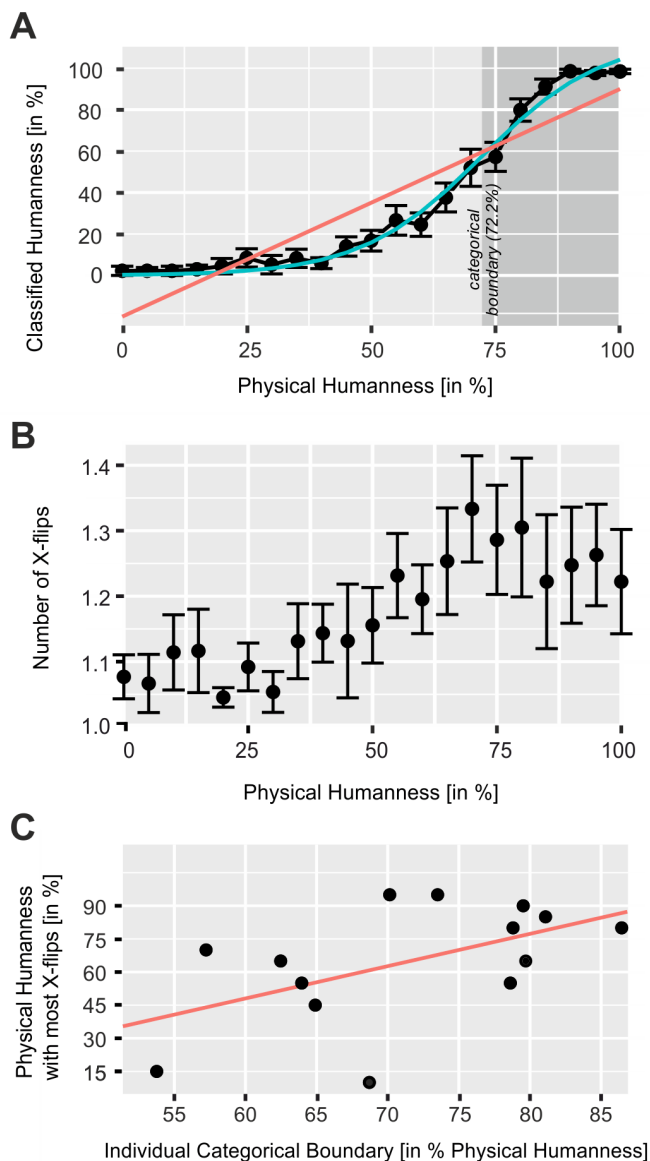 A
Classified Humanness [in %]
100
80
60
40
20
0
categorical
boundary (72.2%)
0 25 50 75 100
Physical Humanness [in %]
B
Number of X-flips
1.4
1.3
1.2
1.1
1.0
0 25 50 75 100
Physical Humanness [in %]
C
Physical Humanness
with most X-flips [in %]
90
75
60
45
30
15
55 60 65 70 75 80 85
Individual Categorical Boundary [in % Physical Humanness]